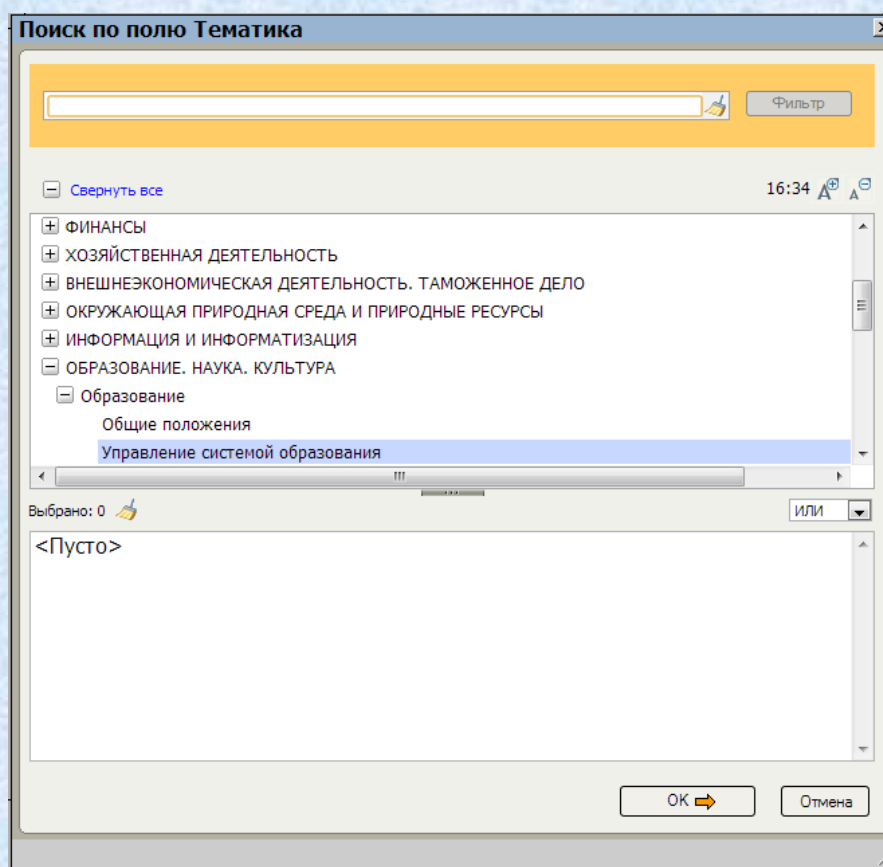 Поиск по полю Тематика
Фильтр
Свернуть все 16:34
ФИНАНСЫ
ХОЗЯЙСТВЕННАЯ ДЕЯТЕЛЬНОСТЬ
ВНЕШНЕЭКОНОМИЧЕСКАЯ ДЕЯТЕЛЬНОСТЬ. ТАМОЖЕННОЕ ДЕЛО
ОКРУЖАЮЩАЯ ПРИРОДНАЯ СРЕДА И ПРИРОДНЫЕ РЕСУРСЫ
ИНФОРМАЦИЯ И ИНФОРМАТИЗАЦИЯ
ОБРАЗОВАНИЕ. НАУКА. КУЛЬТУРА
Образование
Общие положения
Управление системой образования
Выбрано: 0 ИЛИ
<Пусто>
ОК Отмена